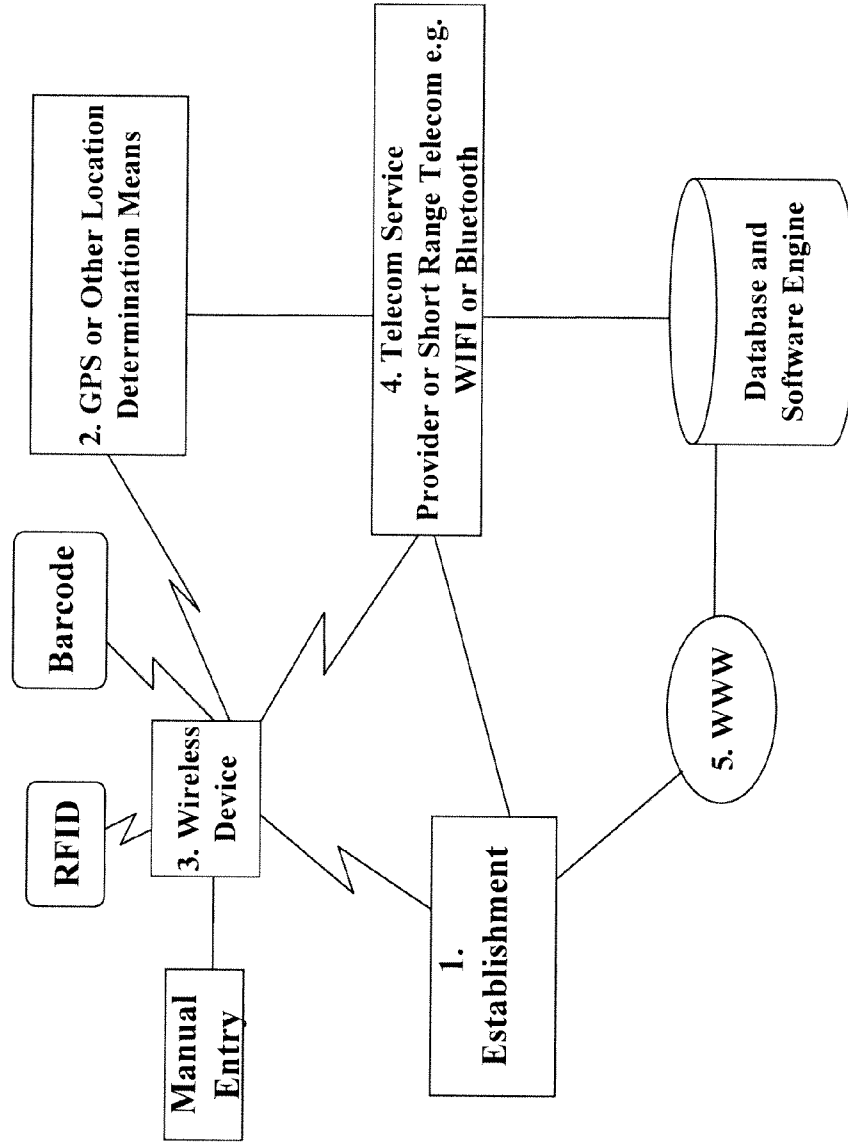 RFID
Barcode
2. GPS or Other Location
Determination Means
Manual
Entry
3. Wireless
Device
4. Telecom Service
Provider or Short Range Telecom e.g.
WIFI or Bluetooth
1.
Establishment
5. WWW
Database and
Software Engine